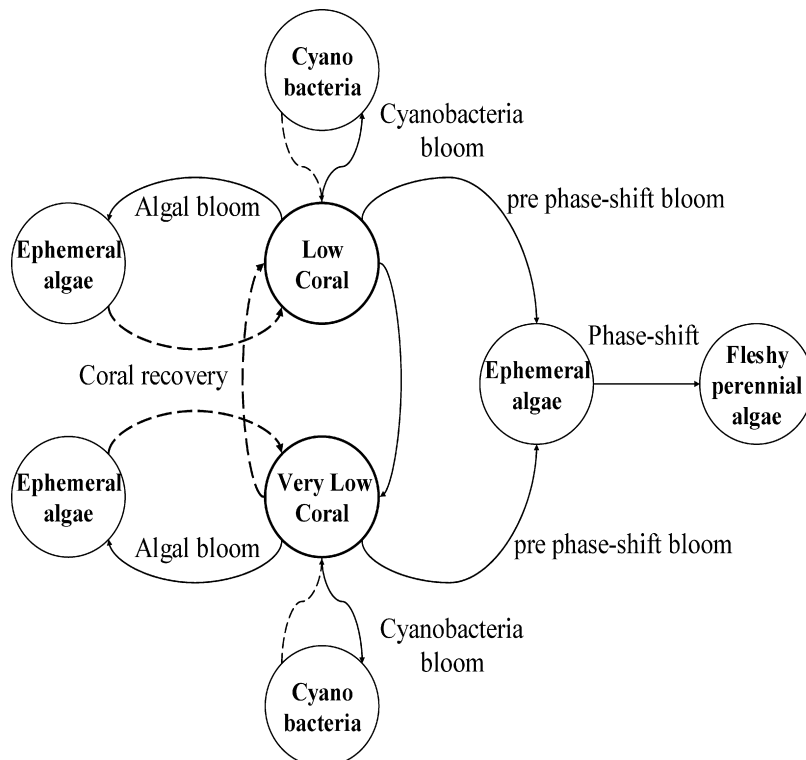 Cyano
bacteria
Cyanobacteria
bloom
Algal bloom
pre phase-shift bloom
Ephemeral
algae
Low
Coral
Coral recovery
Ephemeral
algae
Phase-shift
Fleshy
perennial
algae
Ephemeral
algae
Very Low
Coral
Algal bloom
pre phase-shift bloom
Cyanobacteria
bloom
Cyano
bacteria